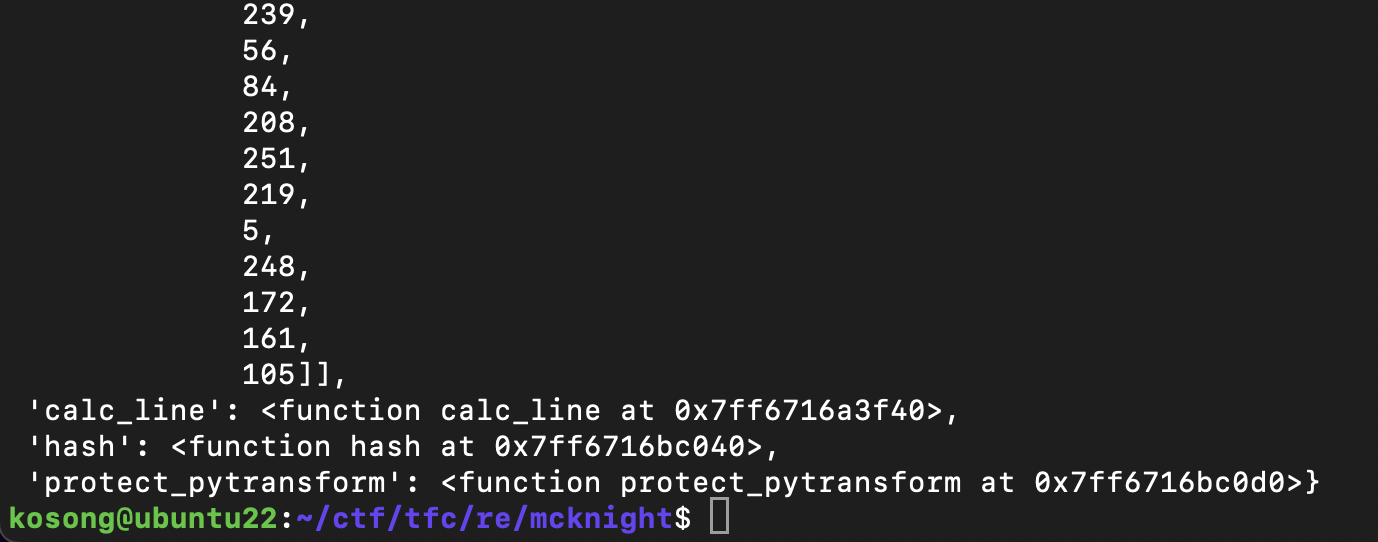 239,
56,
84,
208,
251,
219,
5,
248,
172,
161,
105]],
'calc_line': <function calc_line at 0x7ff6716a3f40>,
'hash': <function hash at 0x7ff6716bc040>,
'protect_pytransform': <function protect_pytransform at 0x7ff6716bc0d0>}
kosong@ubuntu22:~/ctf/tfc/re/mcknight$